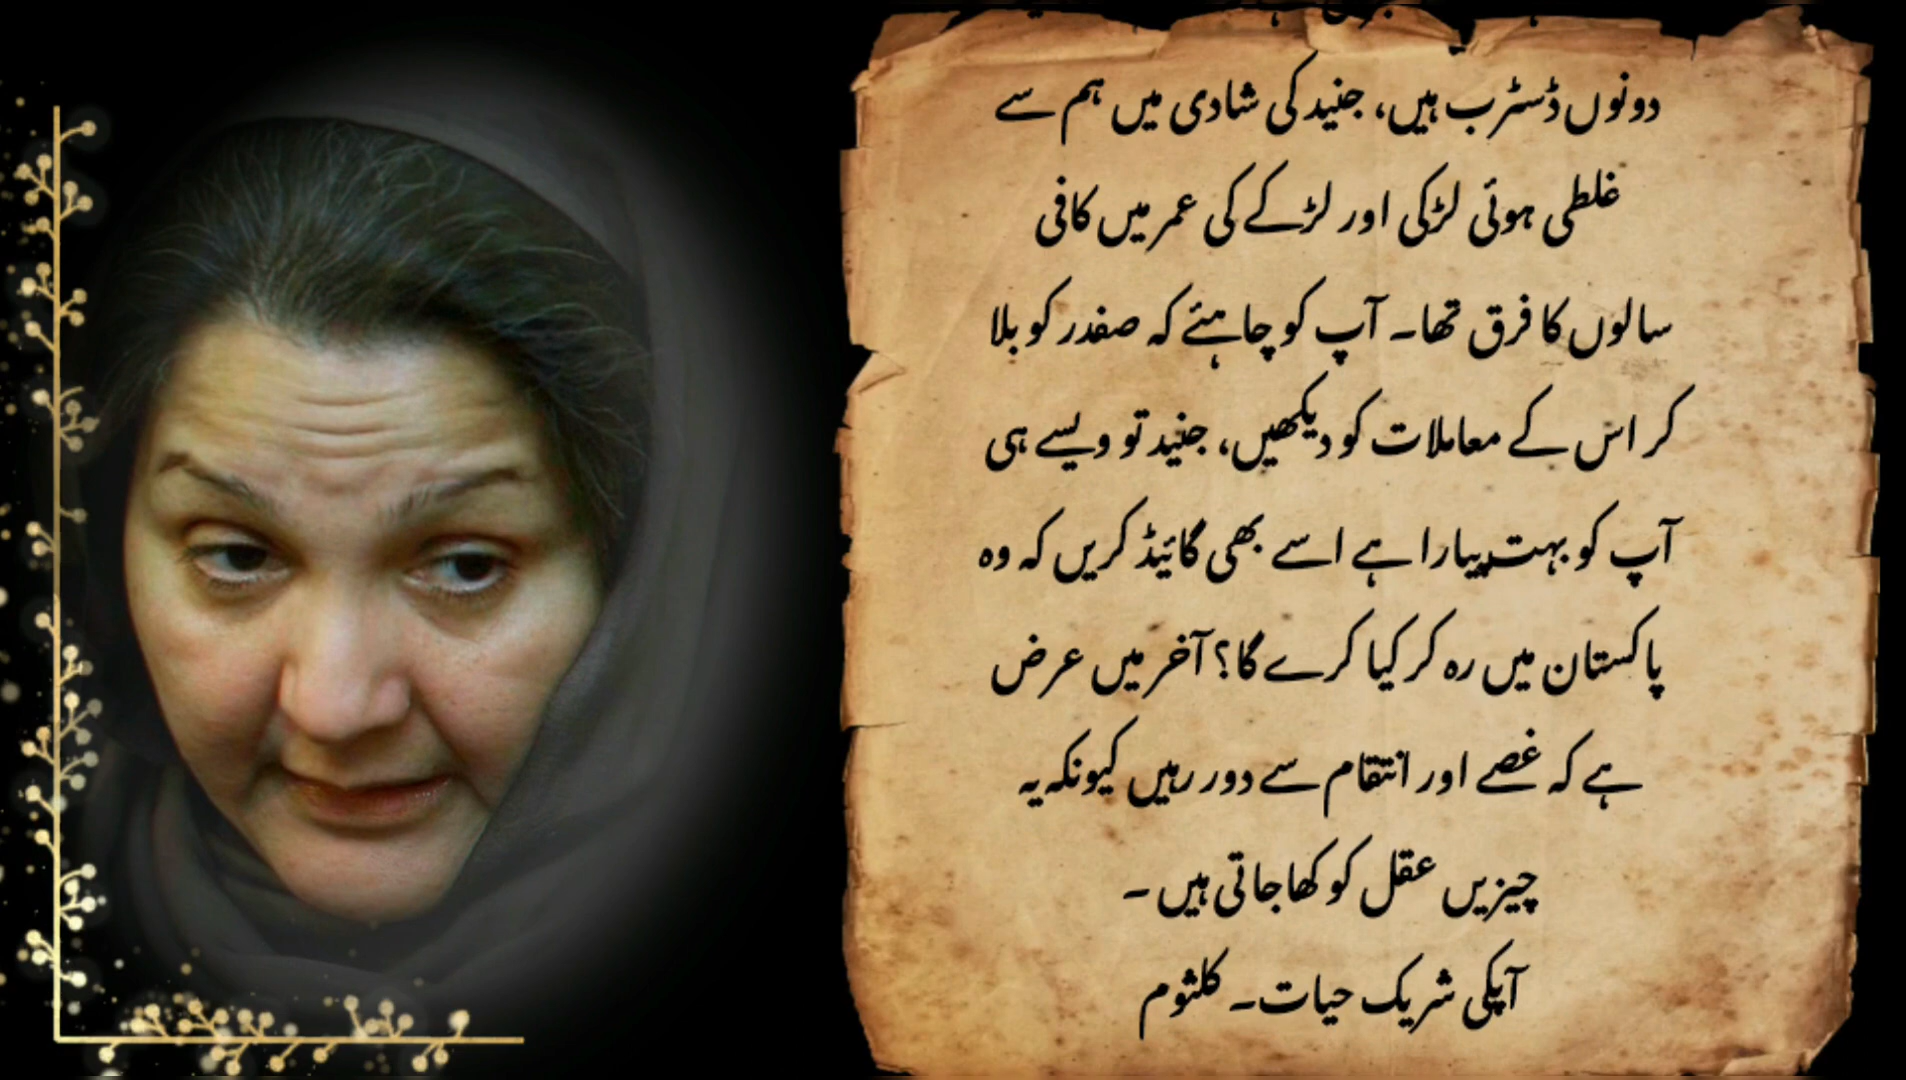 دونوں ڈسٹرب ہیں، جنید کی شادی میں ہم سے
غلطی ہوئی لڑکی اور لڑکے کی عمر میں کافی
سالوں کا فرق تھا۔ آپ کو چاہئے کہ صفدر کو بلا
کر اس کے معاملات کو دیکھیں، جنید تو ویسے ہی
آپ کو بہت پیارا ہے اسے بھی گائیڈ کریں کہ وہ
پاکستان میں رہ کر کیا کرے گا؟ آخر میں عرض
ہے کہ غصے اور انتقام سے دور رہیں کیونکہ یہ
چیزیں عقل کو کھا جاتی ہیں ۔
آپکی شریک حیات۔ کلثوم